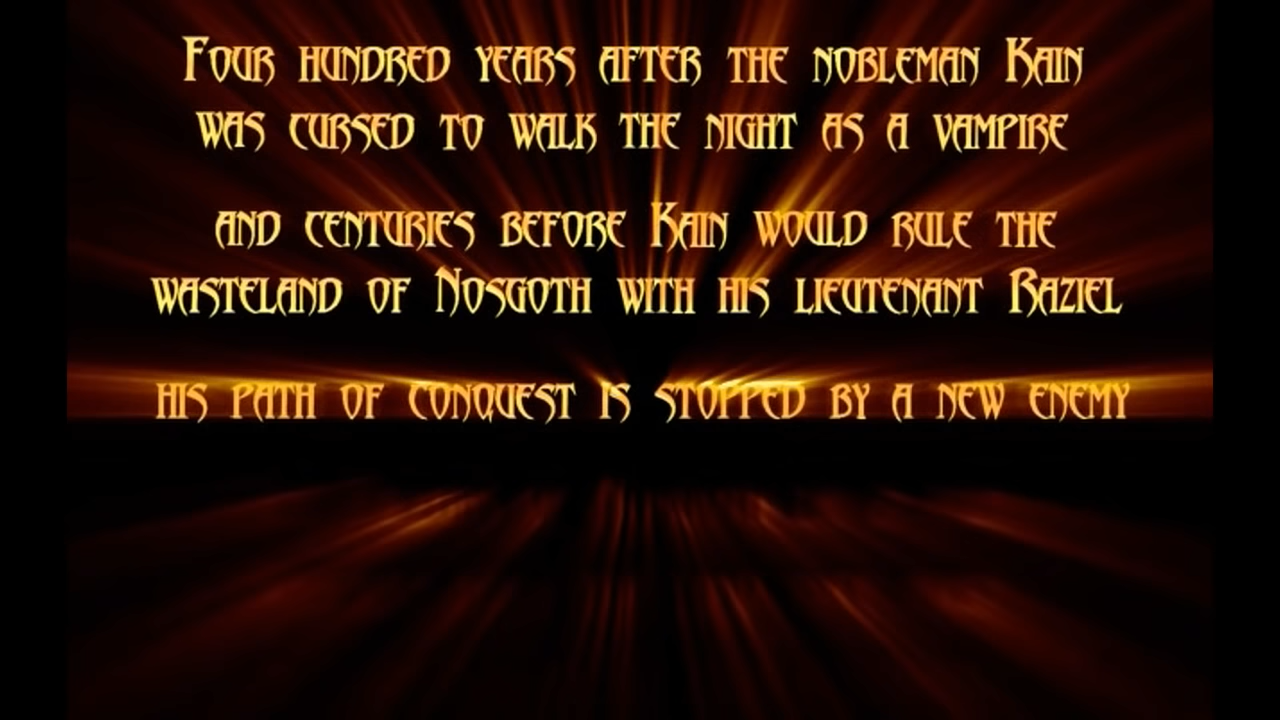 Four hundred years after the nobleman Kain
was cursed to walk the night as a vampire
and centuries before Kain would rule the
wasteland of Nosgoth with his lieutenant Raziel
his path of conquest is stopped by a new enemy